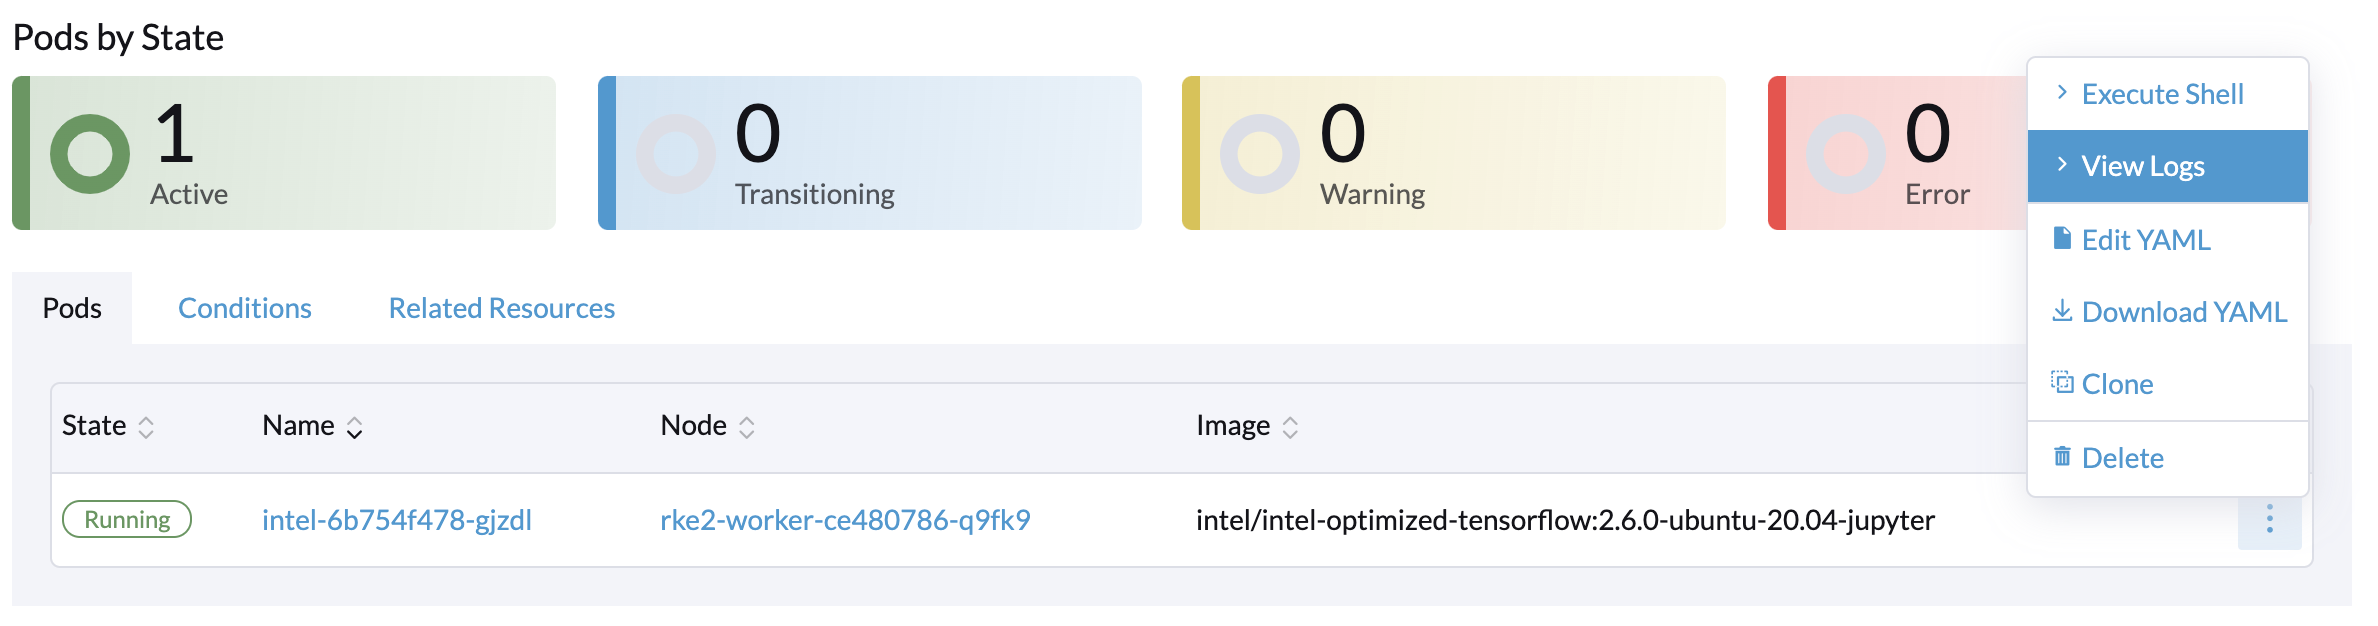 Pods by State
1
Active
0
Transitioning
0
Warning
0
Error
Execute Shell
View Logs
Edit YAML
Download YAML
Clone
Delete
Pods Conditions Related Resources
State Name Node Image
Running intel-6b754f478-gjzdl rke2-worker-ce480786-q9fk9 intel/intel-optimized-tensorflow:2.6.0-ubuntu-20.04-jupyter